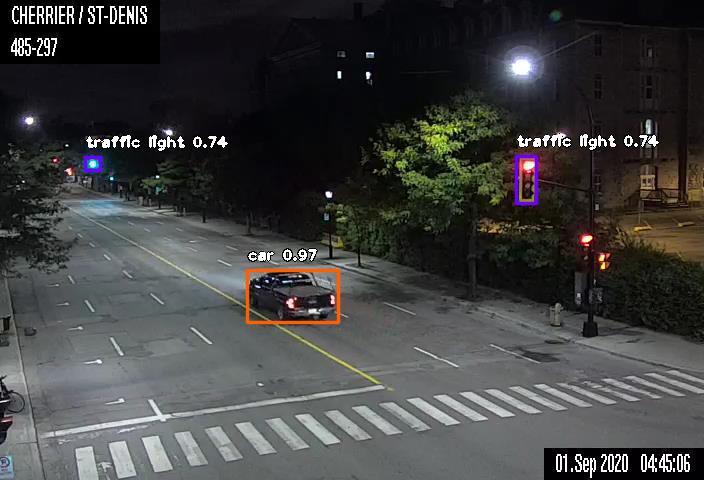 CHERRIER / ST-DENIS
485-297
traffic light 0.74
traffic light 0.74
car 0.97
01.Sep 2020 04:45:06